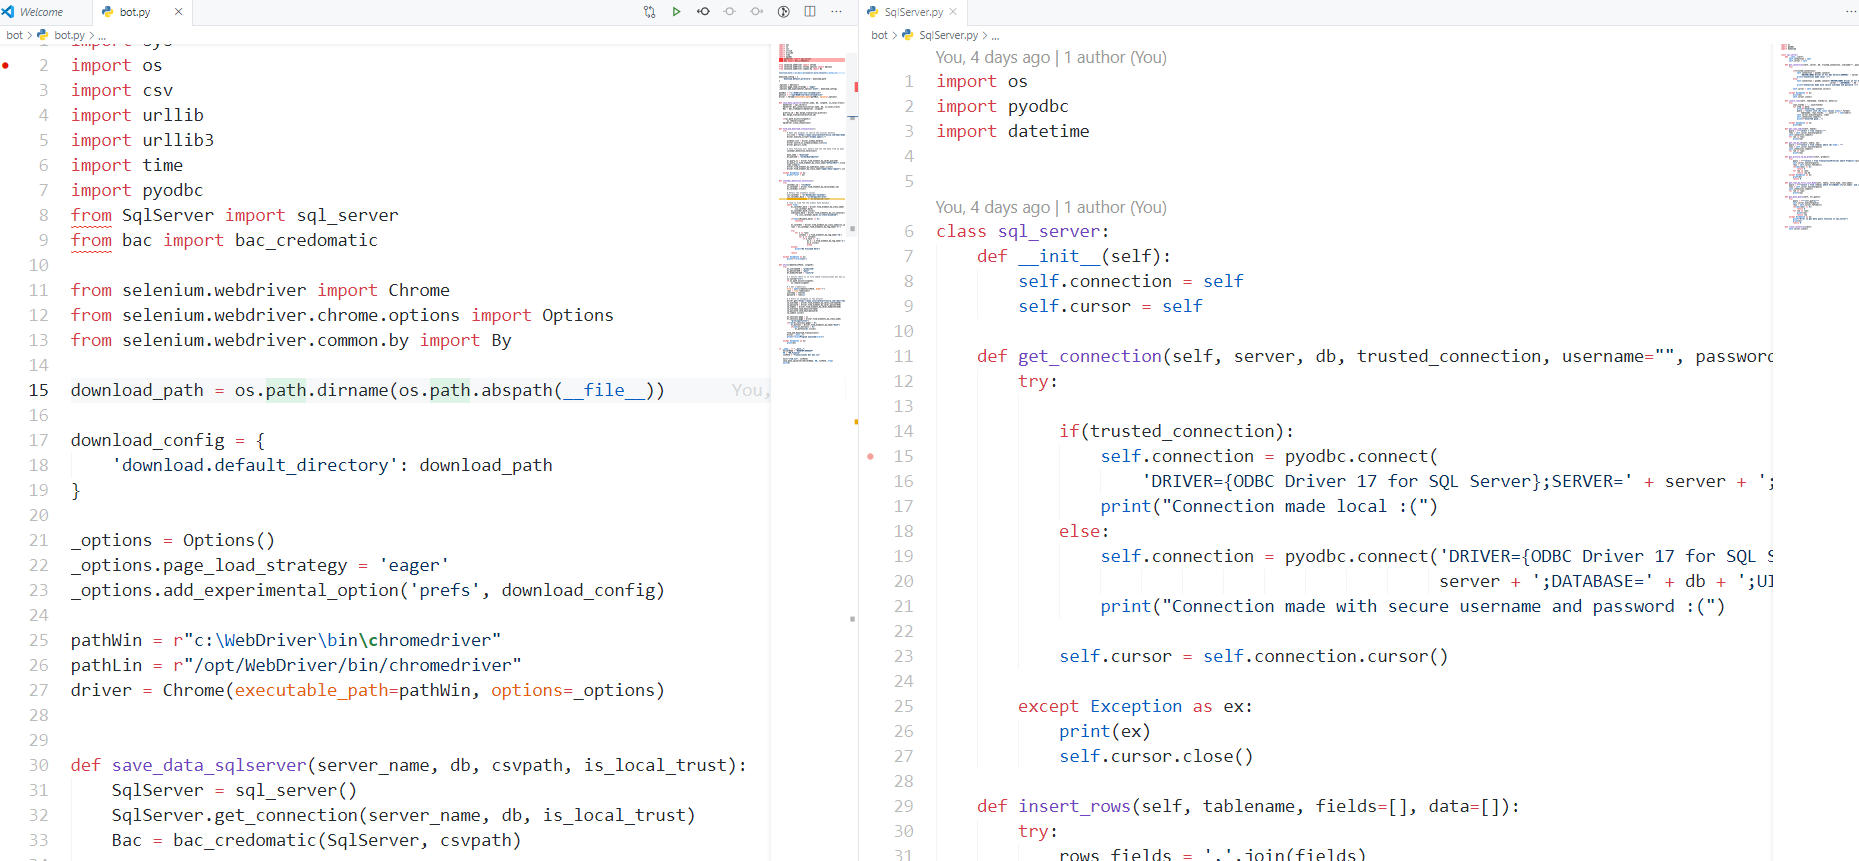 Welcome
bot.py
bot > bot.py > ...
1 import sys
2 import os
3 import csv
4 import urllib
5 import urllib3
6 import time
7 import pyodbc
8 from SqlServer import sql_server
9 from bac import bac_credomatic
10
11 from selenium.webdriver import Chrome
12 from selenium.webdriver.chrome.options import Options
13 from selenium.webdriver.common.by import By
14
15 download_path = os.path.dirname(os.path.abspath(__file__)) You,
16
17 download_config = {
18     'download.default_directory': download_path
19 }
20
21 _options = Options()
22 _options.page_load_strategy = 'eager'
23 _options.add_experimental_option('prefs', download_config)
24
25 pathWin = r"c:\WebDriver\bin\chromedriver"
26 pathLin = r"/opt/WebDriver/bin/chromedriver"
27 driver = Chrome(executable_path=pathWin, options=_options)
28
29
30 def save_data_sqlserver(server_name, db, csvpath, is_local_trust):
31     SqlServer = sql_server()
32     SqlServer.get_connection(server_name, db, is_local_trust)
33     Bac = bac_credomatic(SqlServer, csvpath)
SqlServer.py
bot > SqlServer.py > ...
You, 4 days ago | 1 author (You)
1 import os
2 import pyodbc
3 import datetime
4
5
You, 4 days ago | 1 author (You)
6 class sql_server:
7     def __init__(self):
8         self.connection = self
9         self.cursor = self
10
11     def get_connection(self, server, db, trusted_connection, username="", password
12         try:
13
14             if(trusted_connection):
15                 self.connection = pyodbc.connect(
16                     'DRIVER={ODBC Driver 17 for SQL Server};SERVER=' + server + ';
17                 print("Connection made local :(")
18             else:
19                 self.connection = pyodbc.connect('DRIVER={ODBC Driver 17 for SQL S
20                                                  server + ';DATABASE=' + db + ';UI
21                 print("Connection made with secure username and password :(")
22
23             self.cursor = self.connection.cursor()
24
25         except Exception as ex:
26             print(ex)
27             self.cursor.close()
28
29     def insert_rows(self, tablename, fields=[], data=[]):
30         try:
31             rows_fields = ','.join(fields)